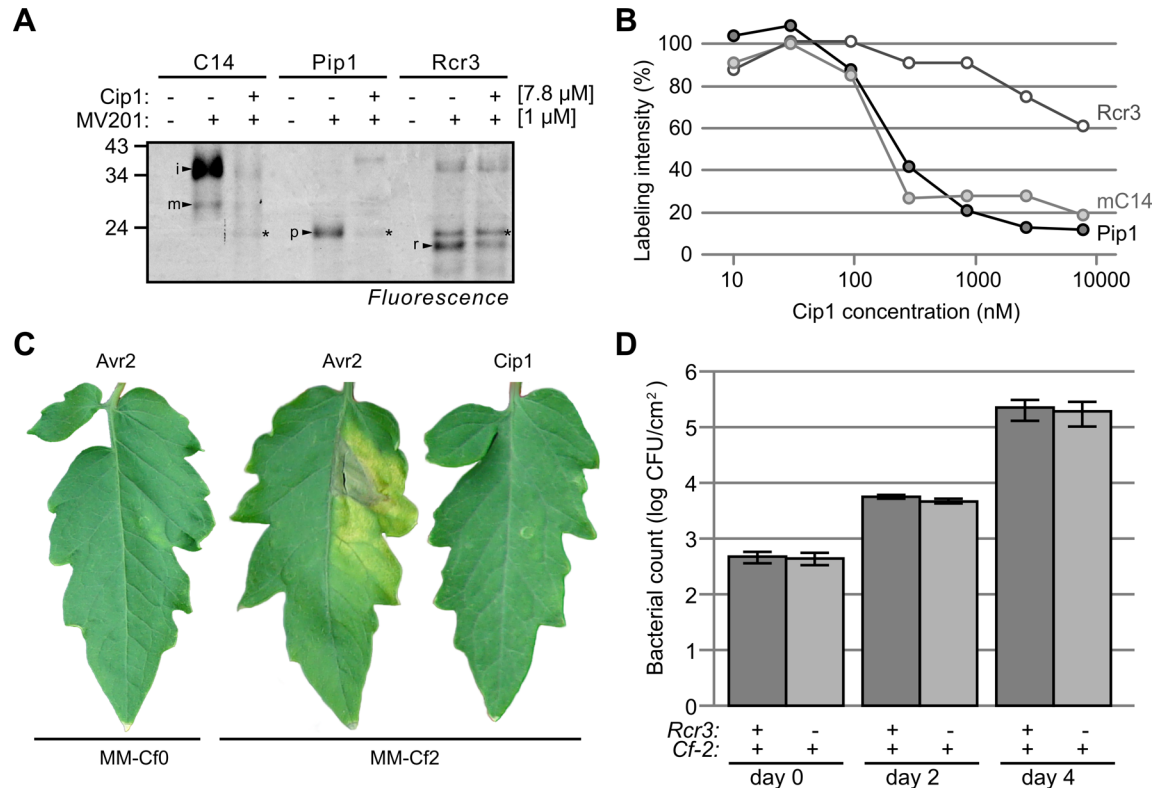 A
C14 Pip1 Rcr3
Cip1: - - + - - + - - + [7.8 µM]
MV201: - + + - + + - + + [1 µM]
43
34
24
i
m
p
r
*
*
*
Fluorescence
B
Labeling intensity (%)
100
80
60
40
20
0
10 100 1000 10000
Cip1 concentration (nM)
Rcr3
mC14
Pip1
C
Avr2 Avr2 Cip1
MM-Cf0 MM-Cf2
D
Bacterial count (log CFU/cm²)
6
5
4
3
2
1
0
Rcr3: + - + - + -
Cf-2: + + + + + +
day 0 day 2 day 4